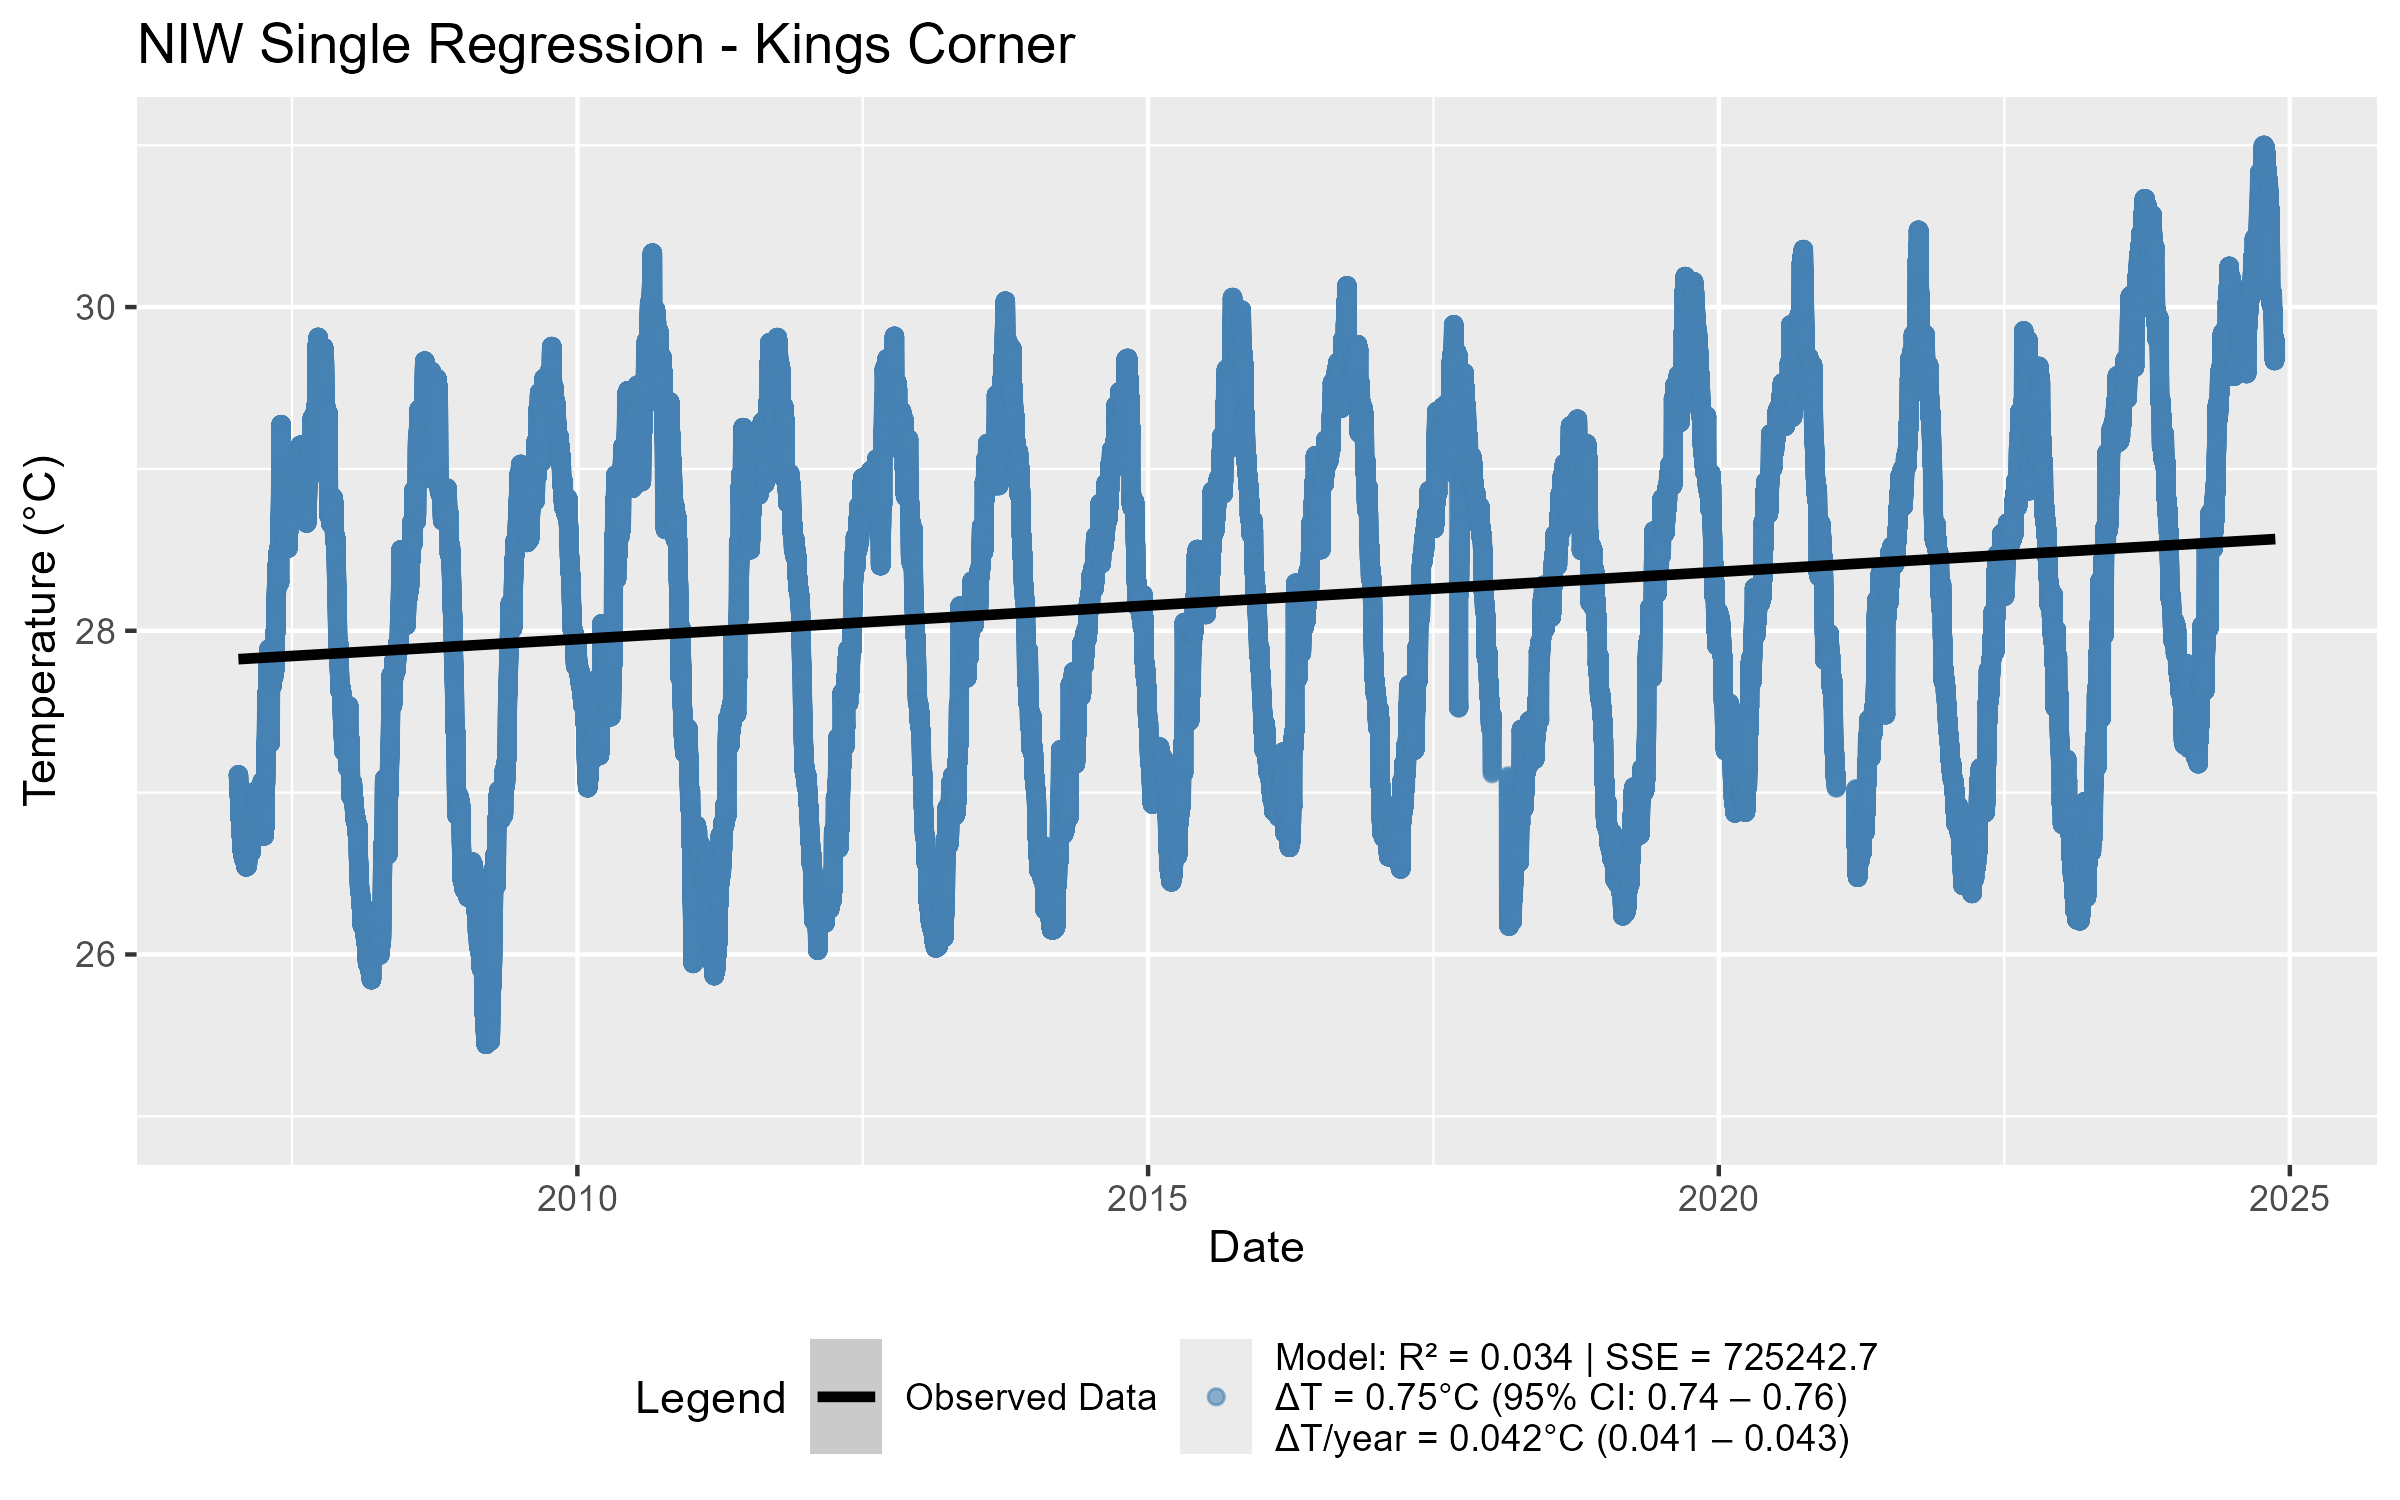 NIW Single Regression - Kings Corner
Temperature (°C)
30
28
26
2010 2015 2020 2025
Date
Legend
Observed Data
Model: R² = 0.034 | SSE = 725242.7
ΔT = 0.75°C (95% CI: 0.74 – 0.76)
ΔT/year = 0.042°C (0.041 – 0.043)